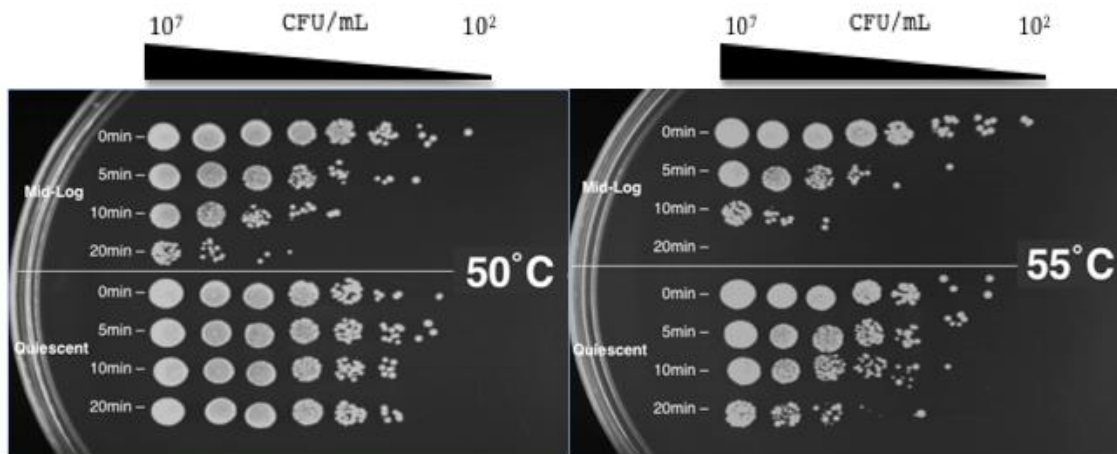 10⁷ CFU/mL 10²
0min –
5min –
Mid-Log
10min –
20min –
50°C
0min –
5min –
Quiescent
10min –
20min –
10⁷ CFU/mL 10²
0min –
5min –
Mid-Log
10min –
20min –
55°C
0min –
5min –
Quiescent
10min –
20min –